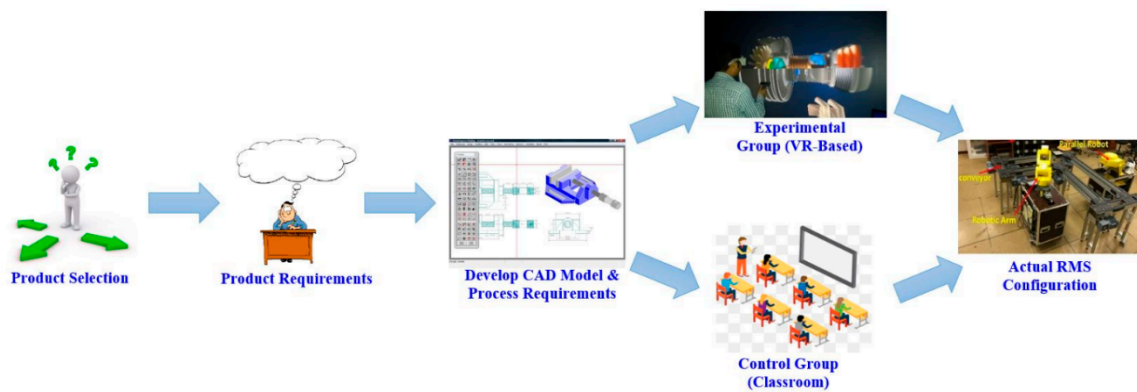 Product Selection
Product Requirements
Develop CAD Model &
Process Requirements
Experimental
Group (VR-Based)
Control Group
(Classroom)
Parallel Robot
conveyor
Robotic Arm
Actual RMS
Configuration